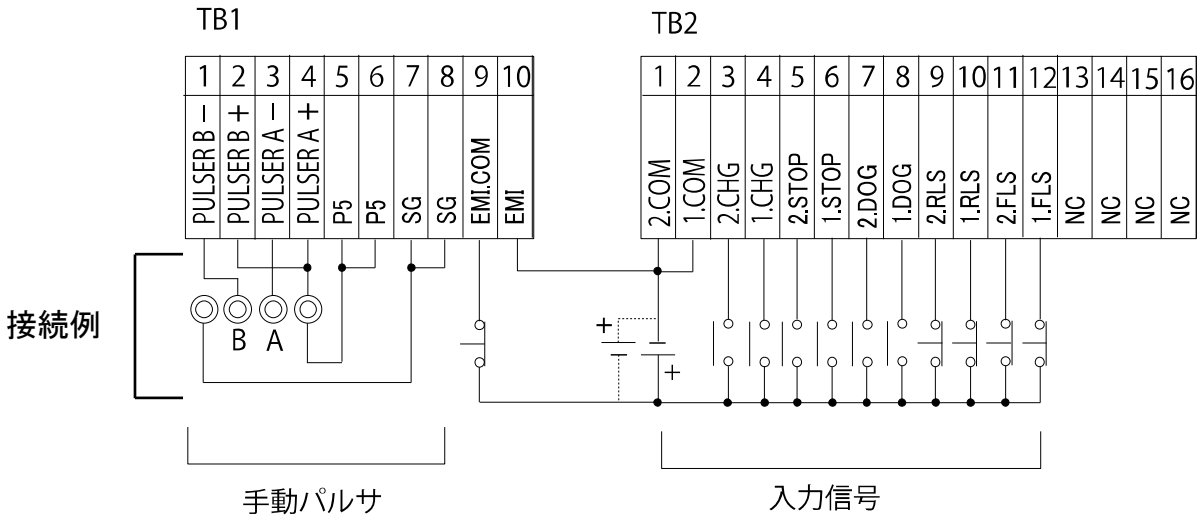 TB1
1 2 3 4 5 6 7 8 9 10
PULSER B －
PULSER B ＋
PULSER A －
PULSER A ＋
P5
P5
SG
SG
EMI.COM
EMI
TB2
1 2 3 4 5 6 7 8 9 10 11 12 13 14 15 16
2.COM
1.COM
2.CHG
1.CHG
2.STOP
1.STOP
2.DOG
1.DOG
2.RLS
1.RLS
2.FLS
1.FLS
NC
NC
NC
NC
接続例
B A
+
+
手動パルサ
入力信号